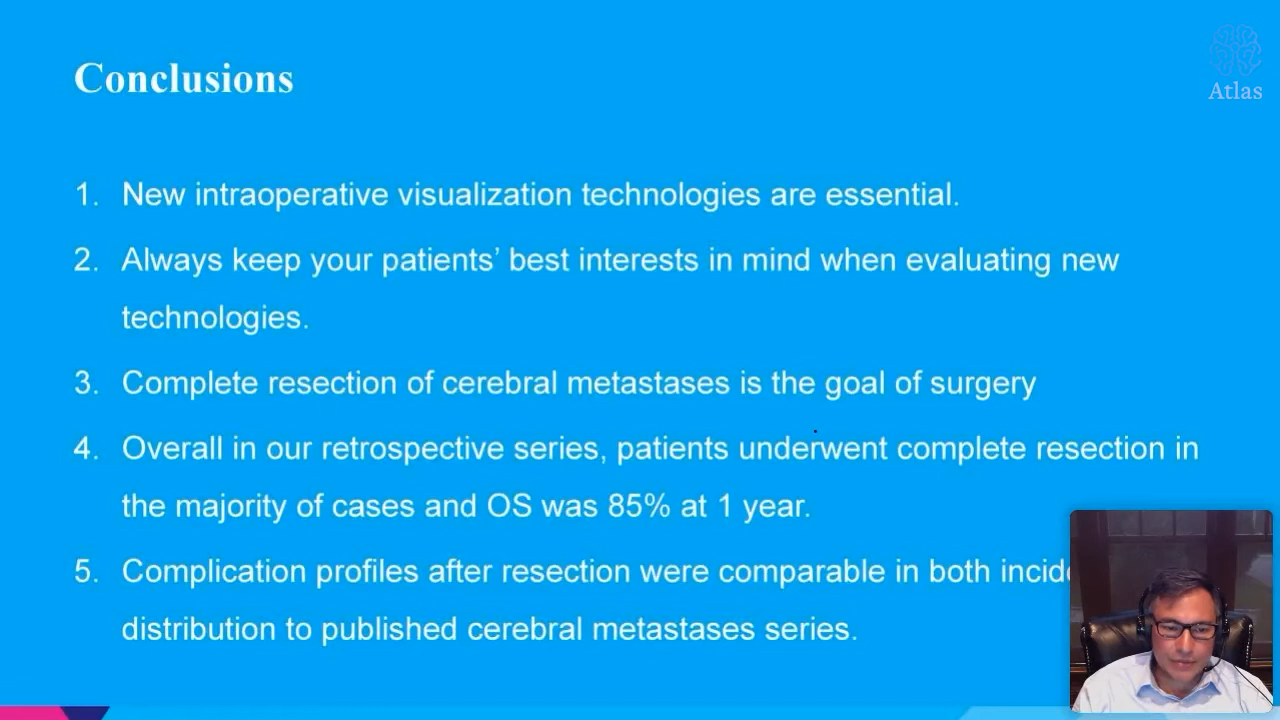 Conclusions
Atlas
1. New intraoperative visualization technologies are essential.
2. Always keep your patients’ best interests in mind when evaluating new
technologies.
3. Complete resection of cerebral metastases is the goal of surgery
4. Overall in our retrospective series, patients underwent complete resection in
the majority of cases and OS was 85% at 1 year.
5. Complication profiles after resection were comparable in both
distribution to published cerebral metastases series.